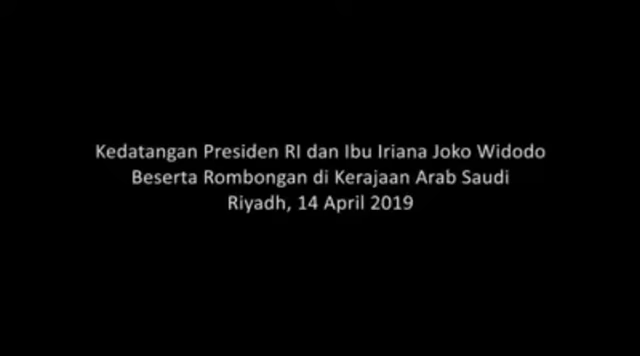 Kedatangan Presiden RI dan Ibu Iriana Joko Widodo
Beserta Rombongan di Kerajaan Arab Saudi
Riyadh, 14 April 2019